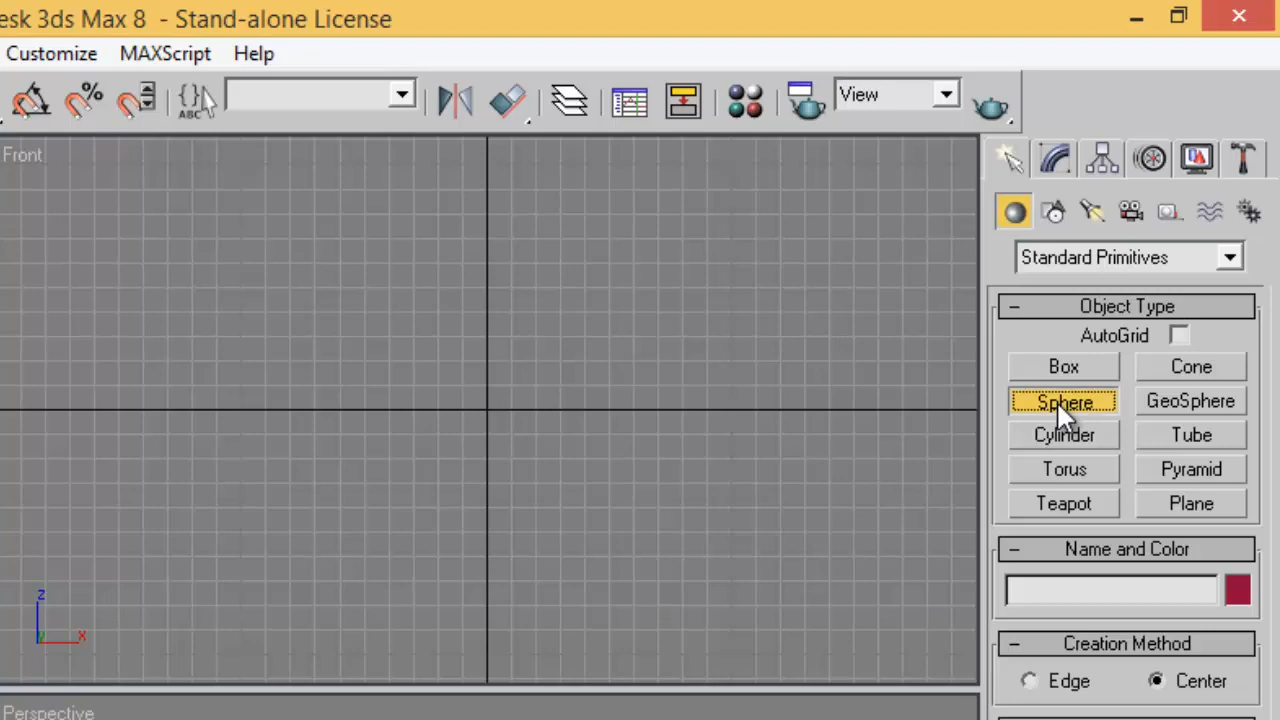 esk 3ds Max 8 - Stand-alone License
Customize MAXScript Help
% {} ABC View
Front
Standard Primitives
Object Type
AutoGrid
Box Cone
Sphere GeoSphere
Cylinder Tube
Torus Pyramid
Teapot Plane
Name and Color
z
y x
Creation Method
Edge Center
Perspective